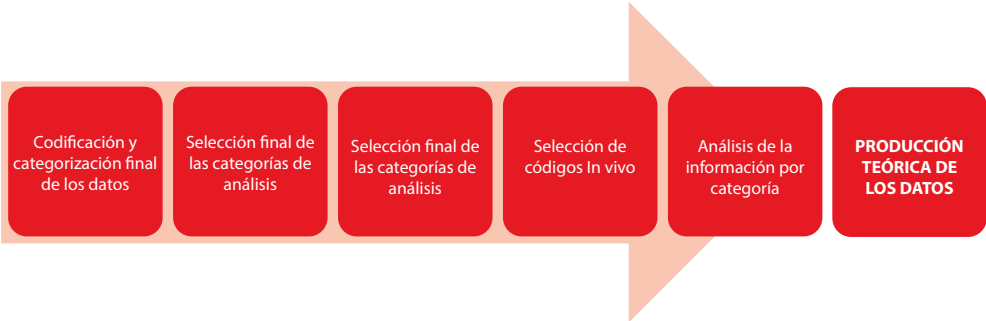 Codificación y
categorización final
de los datos
Selección final de
las categorías de
análisis
Selección final de
las categorías de
análisis
Selección de
códigos In vivo
Análisis de la
información por
categoría
PRODUCCIÓN
TEÓRICA DE
LOS DATOS